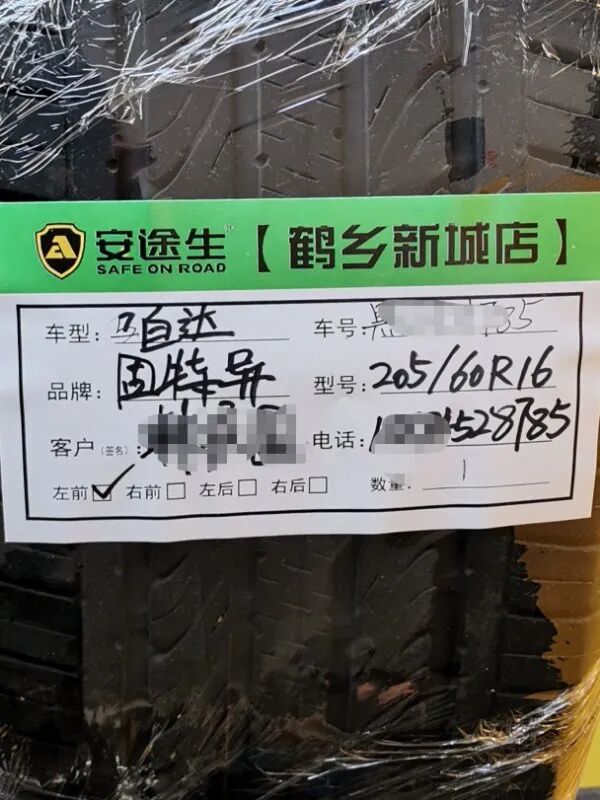 安途生® 【鹤乡新城店】
SAFE ON ROAD
车型：马自达 车号：785
品牌：固特异 型号：205/60R16
客户（签名）： 电话：1528785
左前☑ 右前□ 左后□ 右后□ 数量：1